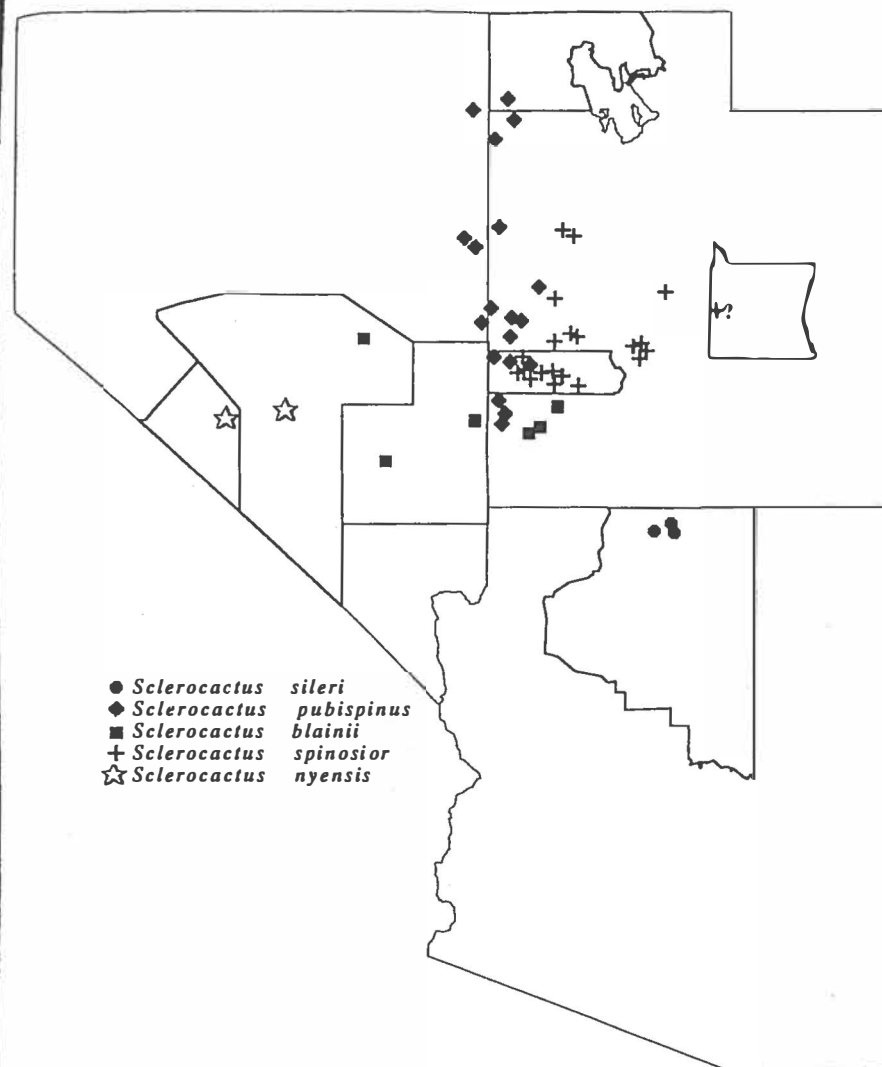 ?
Sclerocactus sileri
Sclerocactus pubispinus
Sclerocactus blainii
Sclerocactus spinosior
Sclerocactus nyensis